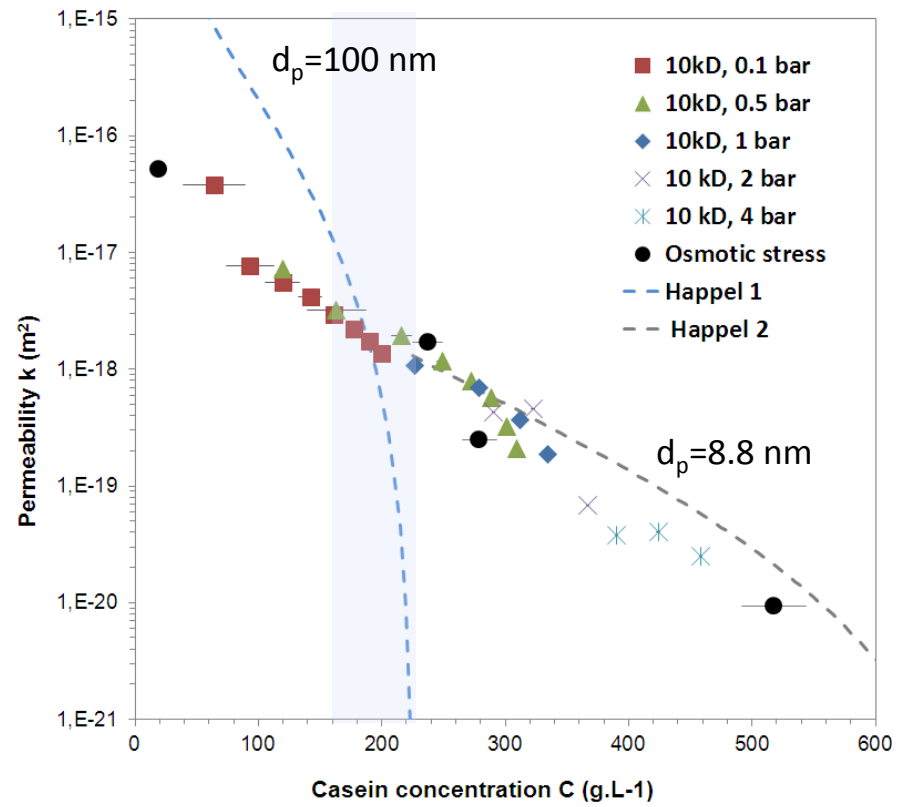 1,E-15
1,E-16
1,E-17
1,E-18
1,E-19
1,E-20
1,E-21
Permeability k (m²)
dₚ=100 nm
10kD, 0.1 bar
10kD, 0.5 bar
10kD, 1 bar
10 kD, 2 bar
10 kD, 4 bar
Osmotic stress
Happel 1
Happel 2
dₚ=8.8 nm
0 100 200 300 400 500 600
Casein concentration C (g.L-1)